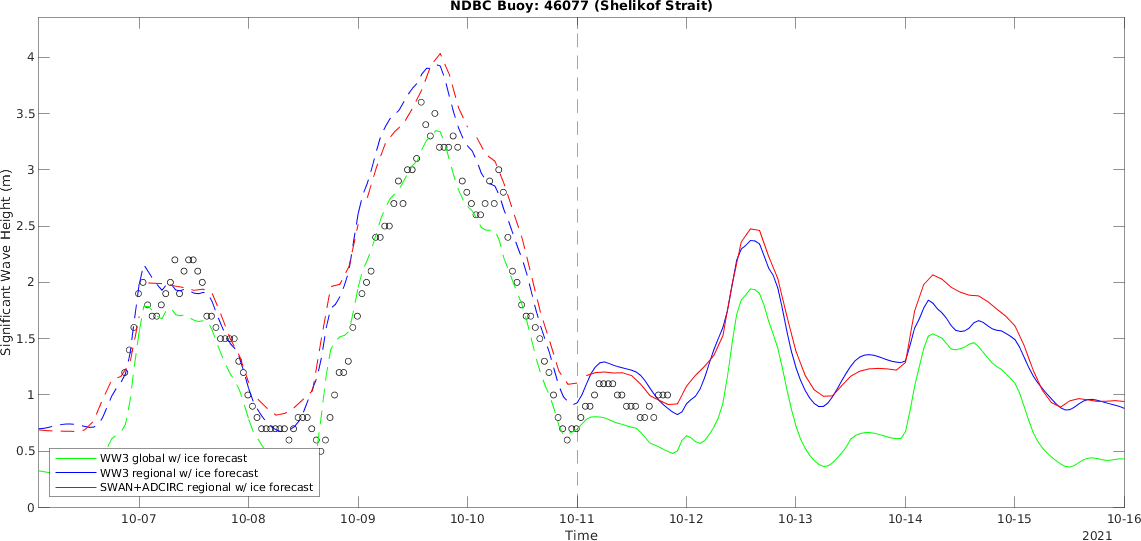 NDBC Buoy: 46077 (Shelikof Strait)
Significant Wave Height (m)
4
3.5
3
2.5
2
1.5
1
0.5
0
WW3 global w/ ice forecast
WW3 regional w/ ice forecast
SWAN+ADCIRC regional w/ ice forecast
10-07 10-08 10-09 10-10 10-11 10-12 10-13 10-14 10-15 10-16
Time
2021